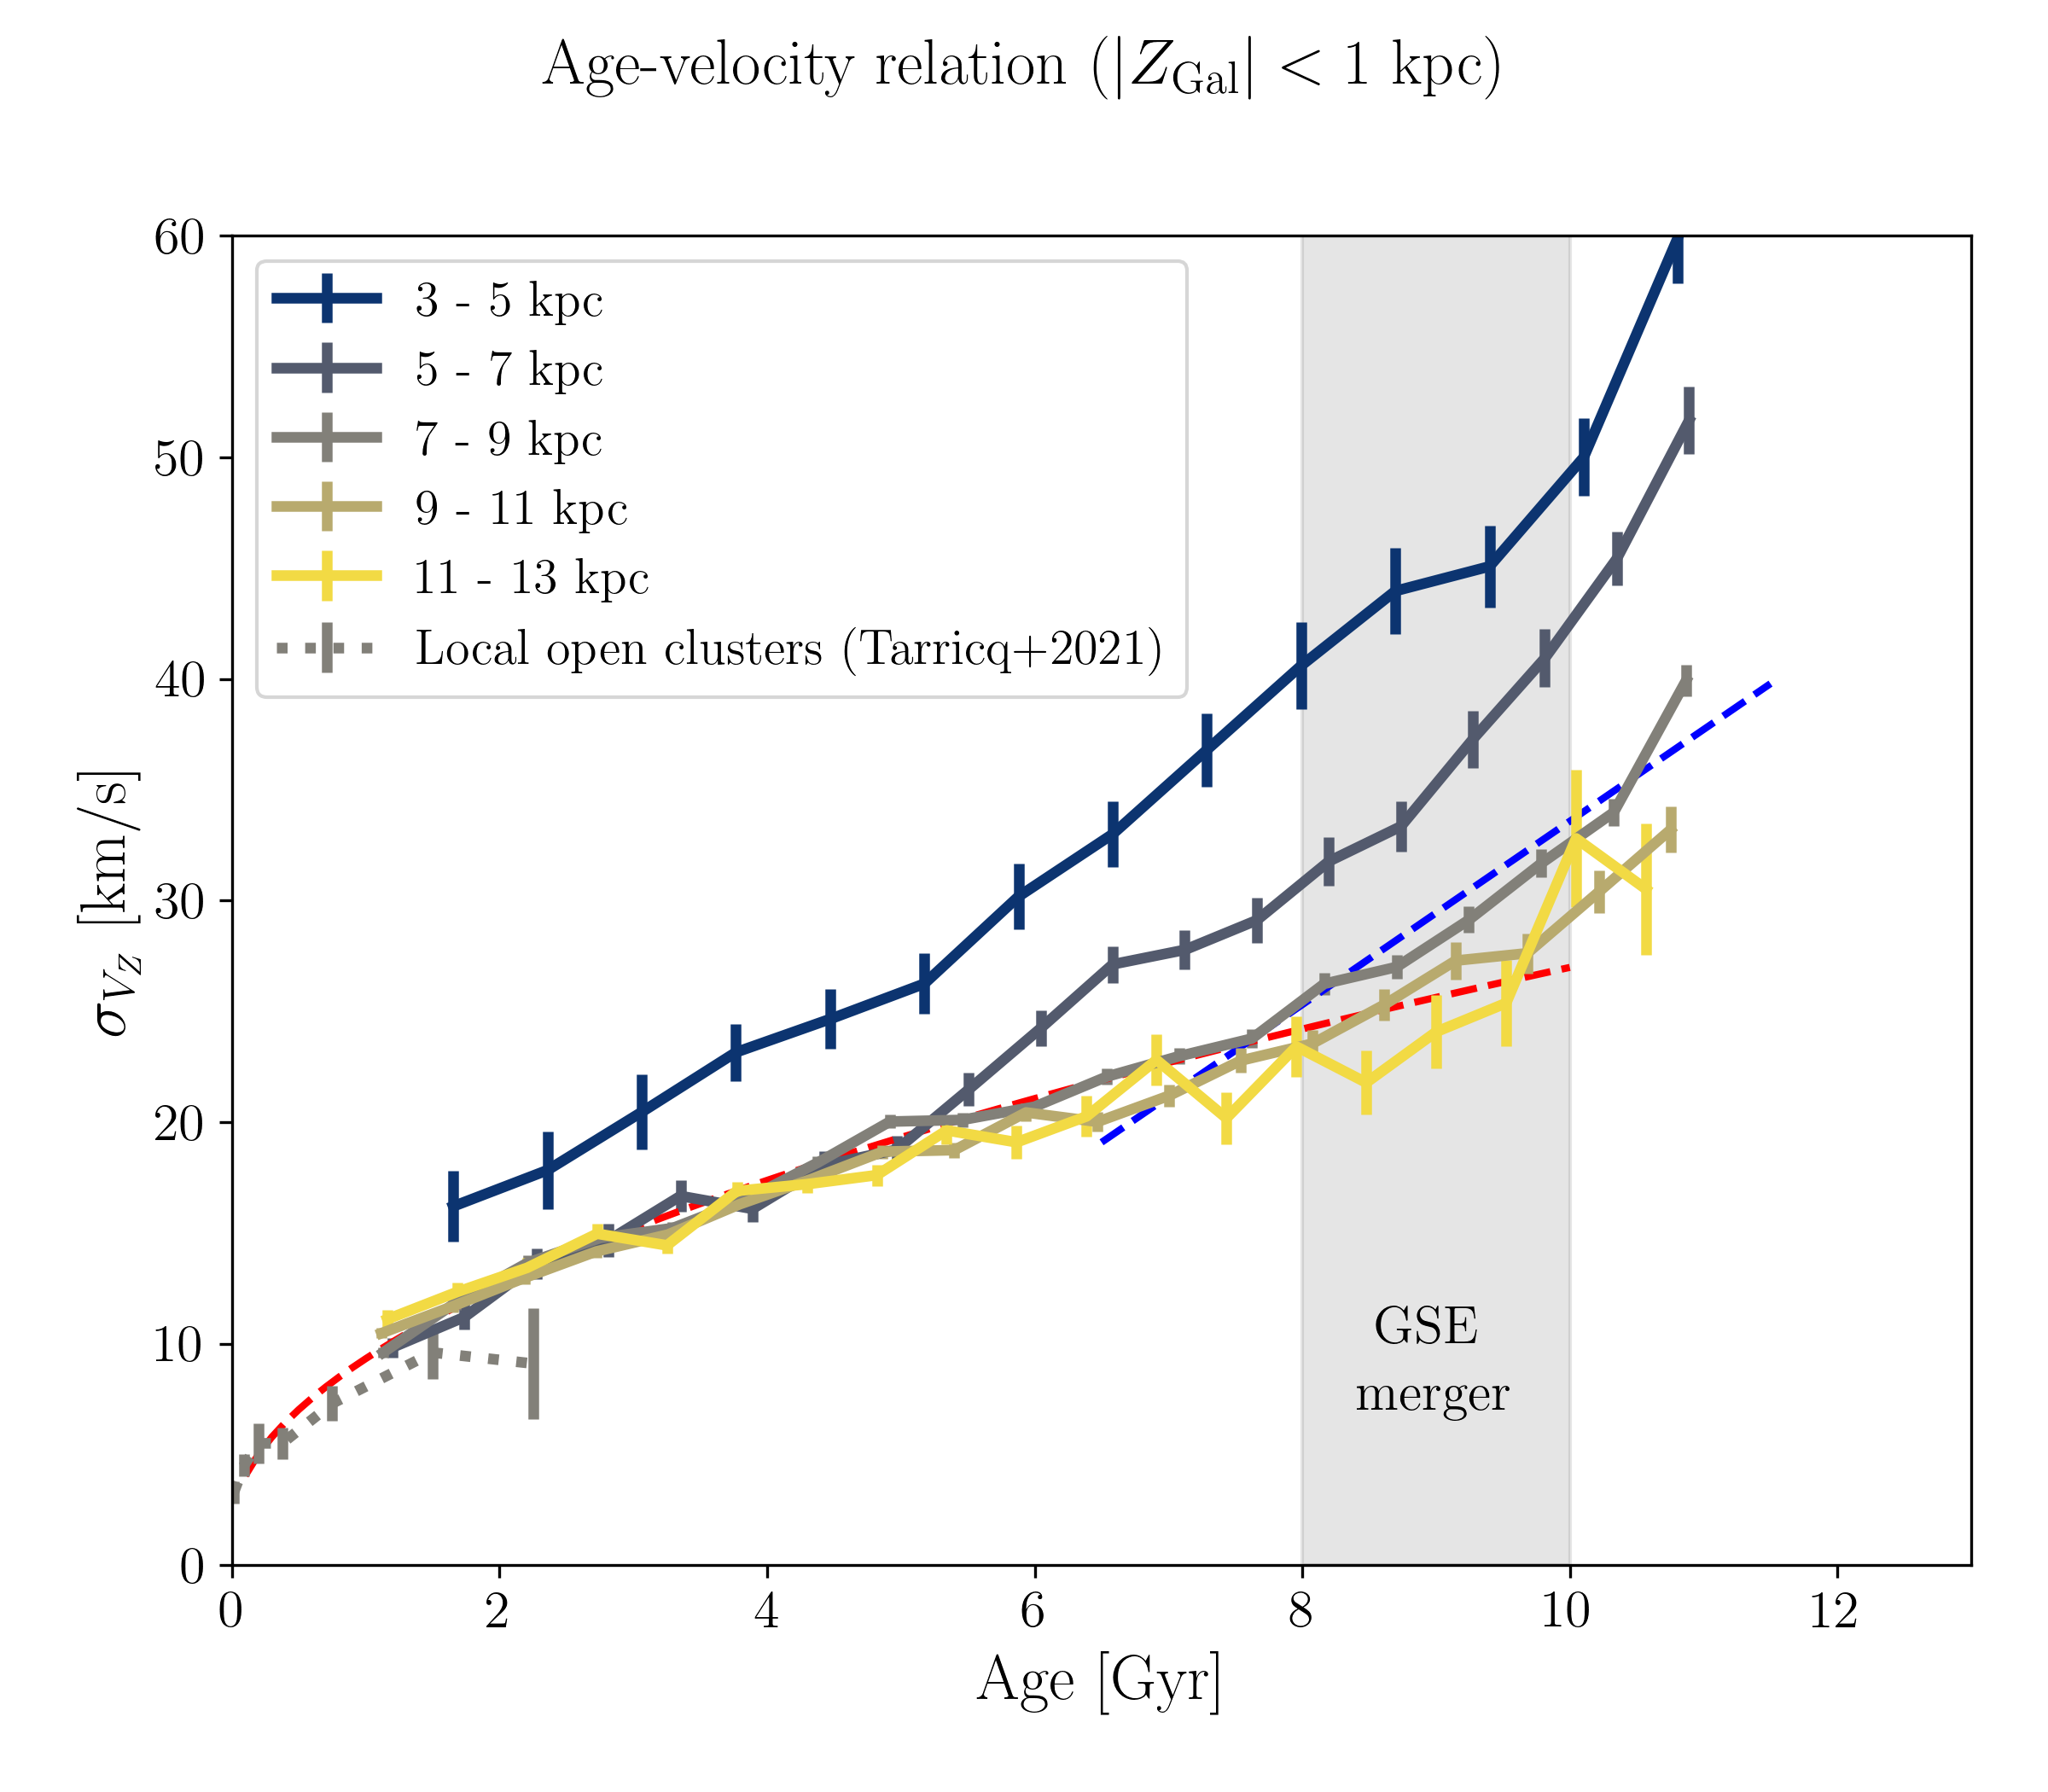 Age-velocity relation (|Z_Gal| < 1 kpc)
60
50
40
30
20
10
0
σ_V_Z [km/s]
3 - 5 kpc
5 - 7 kpc
7 - 9 kpc
9 - 11 kpc
11 - 13 kpc
Local open clusters (Tarricq+2021)
GSE
merger
0 2 4 6 8 10 12
Age [Gyr]